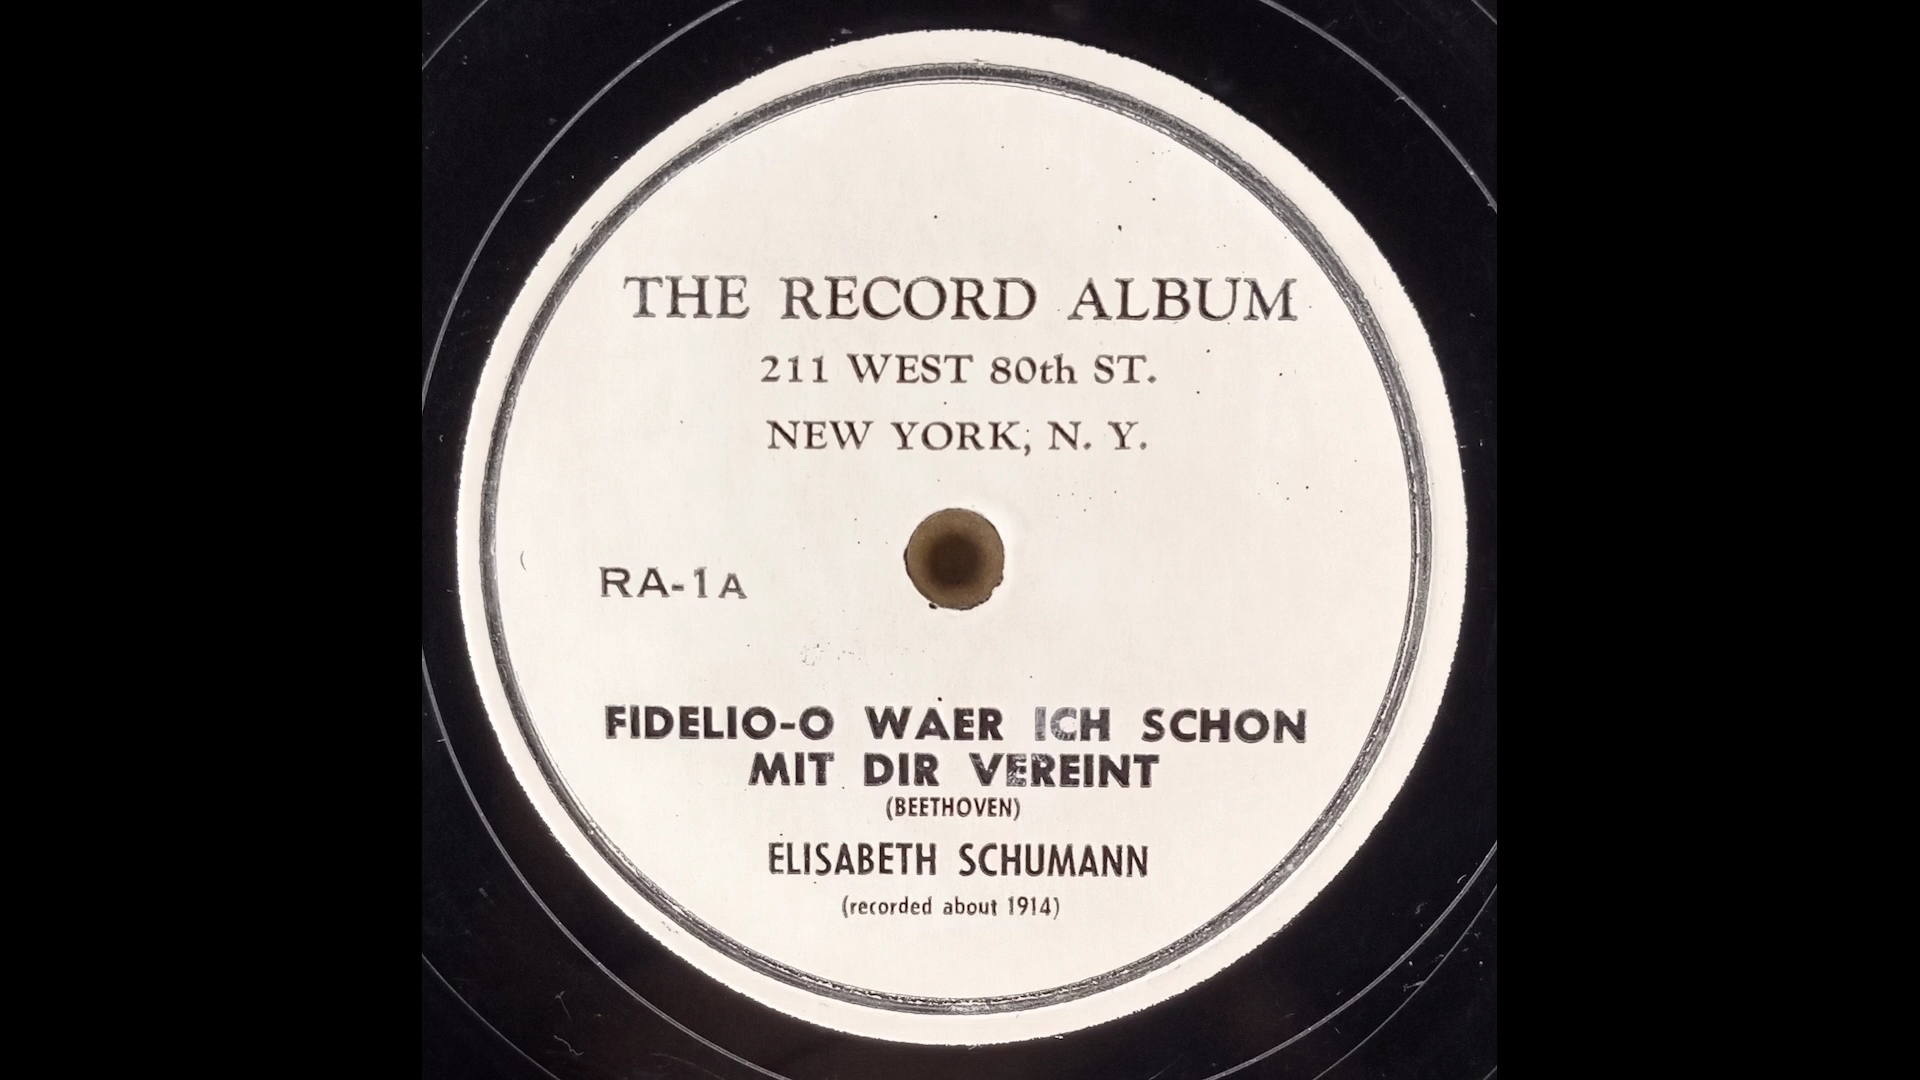 THE RECORD ALBUM
211 WEST 80th ST.
NEW YORK, N. Y.
RA-1A
FIDELIO-O WAER ICH SCHON
MIT DIR VEREINT
(BEETHOVEN)
ELISABETH SCHUMANN
(recorded about 1914)